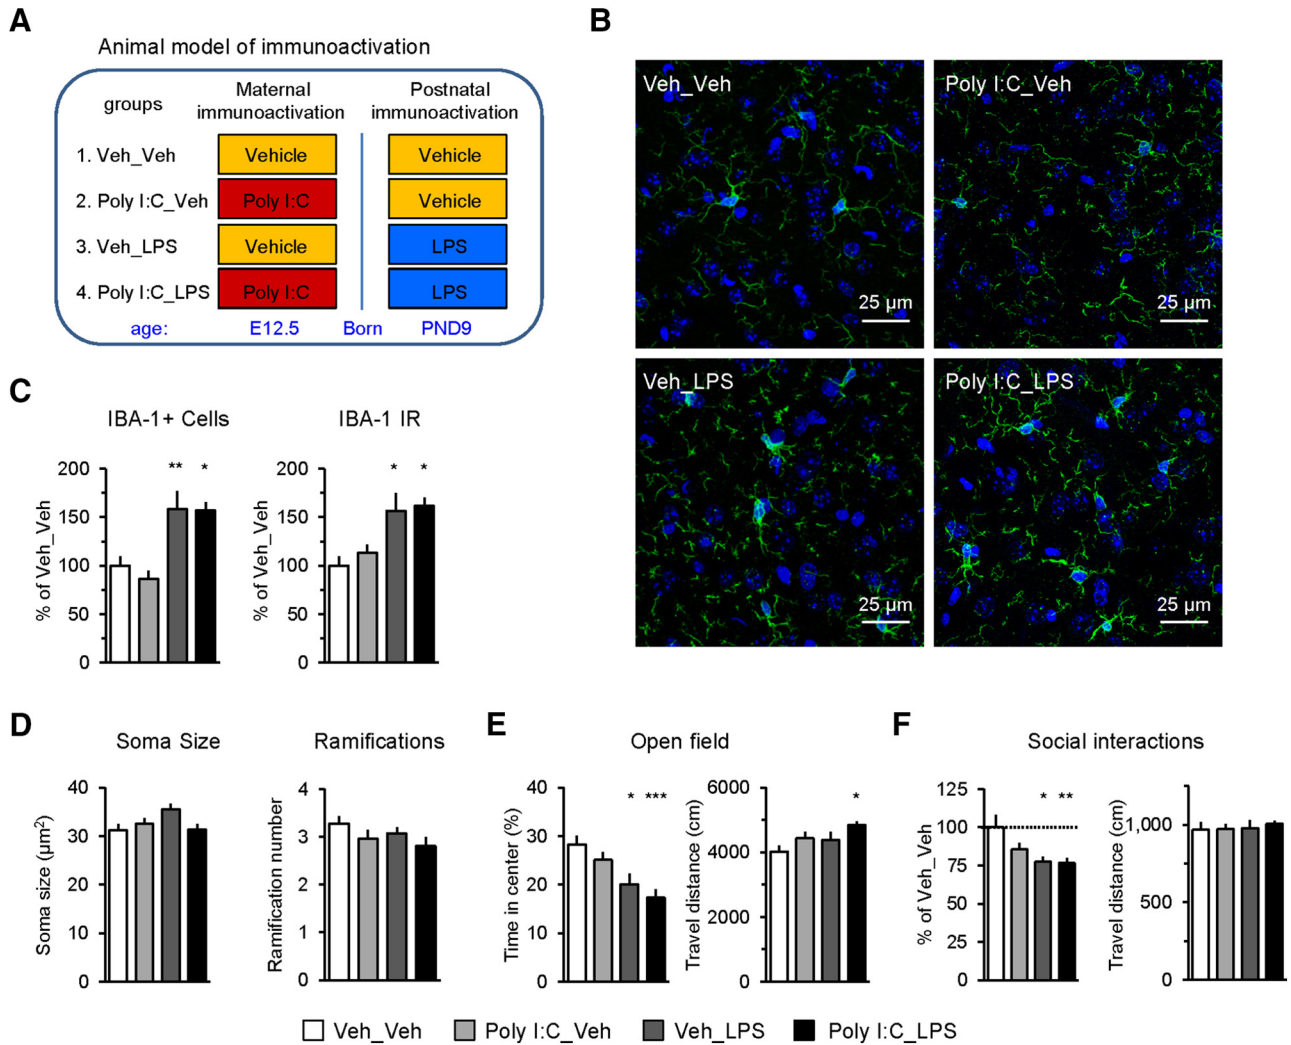 A
Animal model of immunoactivation
groups
Maternal immunoactivation
Postnatal immunoactivation
1. Veh_Veh
Vehicle
Vehicle
2. Poly I:C_Veh
Poly I:C
Vehicle
3. Veh_LPS
Vehicle
LPS
4. Poly I:C_LPS
Poly I:C
LPS
age:
E12.5
Born
PND9
B
Veh_Veh
25 µm
Poly I:C_Veh
25 µm
Veh_LPS
25 µm
Poly I:C_LPS
25 µm
C
IBA-1+ Cells
% of Veh_Veh
200
150
100
50
0
**
*
IBA-1 IR
% of Veh_Veh
200
150
100
50
0
*
*
D
Soma Size
Soma size (µm²)
40
30
20
10
0
Ramifications
Ramification number
4
3
2
1
0
E
Open field
Time in center (%)
40
30
20
10
0
*
***
Travel distance (cm)
6000
4000
2000
0
*
F
Social interactions
% of Veh_Veh
125
100
75
50
25
0
*
**
Travel distance (cm)
1,000
500
0
Veh_Veh
Poly I:C_Veh
Veh_LPS
Poly I:C_LPS